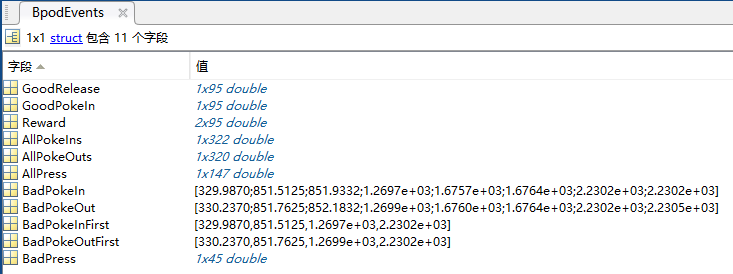 BpodEvents
1x1 struct 包含 11 个字段
字段 值
GoodRelease 1x95 double
GoodPokeIn 1x95 double
Reward 2x95 double
AllPokeIns 1x322 double
AllPokeOuts 1x320 double
AllPress 1x147 double
BadPokeIn [329.9870;851.5125;851.9332;1.2697e+03;1.6757e+03;1.6764e+03;2.2302e+03;2.2302e+03]
BadPokeOut [330.2370;851.7625;852.1832;1.2699e+03;1.6760e+03;1.6764e+03;2.2302e+03;2.2305e+03]
BadPokeInFirst [329.9870,851.5125,1.2697e+03,2.2302e+03]
BadPokeOutFirst [330.2370,851.7625,1.2699e+03,2.2302e+03]
BadPress 1x45 double